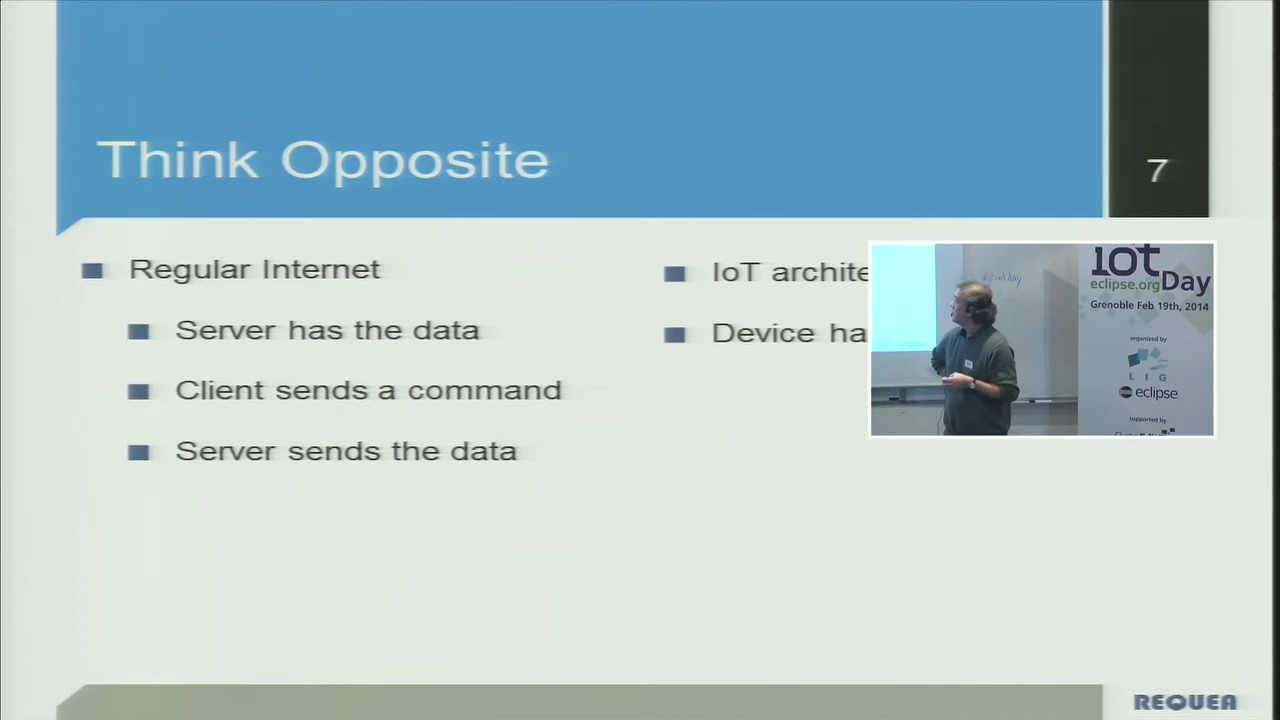 Think Opposite
7
Regular Internet
Server has the data
Client sends a command
Server sends the data
IoT archite
Device ha
#iotday
iot
eclipse.org Day
Grenoble Feb 19th, 2014
organized by
LIG
eclipse
supported by
REQUEA